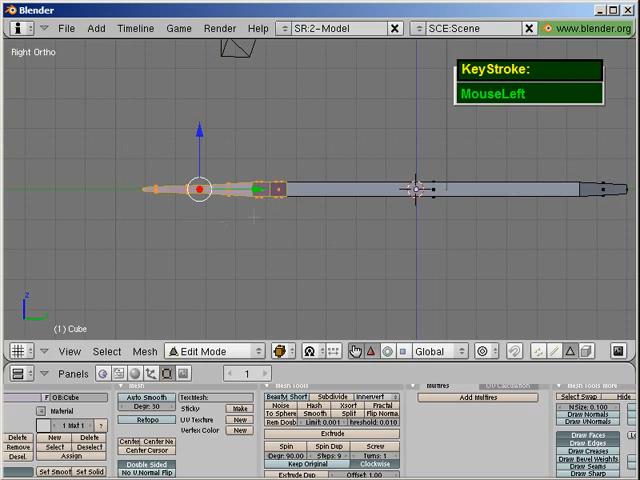 Blender
File Add Timeline Game Render Help SR:2-Model SCE:Scene www.blender.org
Right Ortho
KeyStroke:
MouseLeft
z
(1) Cube
View Select Mesh Edit Mode Global
Panels 1
Mesh Mesh Tools Multires Mesh Tools More
F OB:Cube Auto Smooth TexMesh: Beauty Short Subdivide Innervert Add Multires Select Swap Hide
Material Degr: 30 Sticky Make Noise Hash Xsort Fractal NSize: 0.100
1 Mat 1 ? Retopo UV Texture New To Sphere Smooth Split Flip Norma Draw Normals
Delete New Delete Vertex Color New Rem Doub Limit: 0.001 hreshold: 0.010 Draw VNormals
Remove Select Deselect Center Center Ne Extrude Draw Faces
Desel. Assign Center Cursor Spin Spin Dup Screw Draw Edges
Double Sided Degr: 90.00 Steps: 9 Turns: 1 Draw Creases
Set Smoot Set Solid No V.Normal Flip Keep Original Clockwise Draw Bevel Weights
Draw Seams
Extrude Dup Offset: 1.00 Draw Sharp